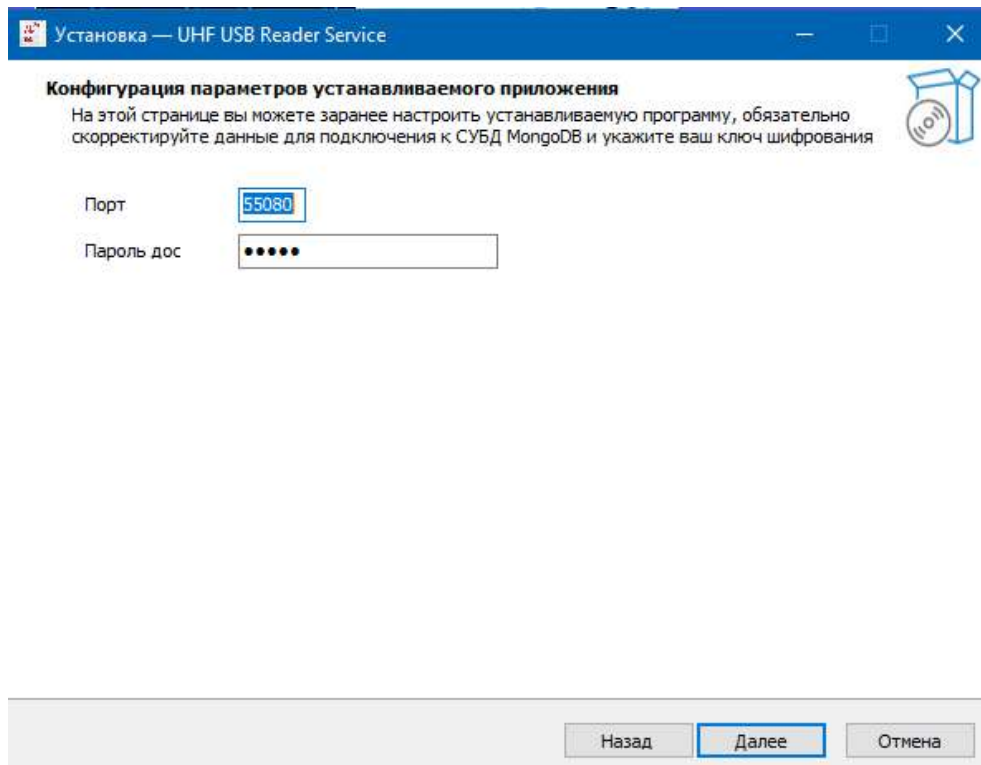 Установка — UHF USB Reader Service
Конфигурация параметров устанавливаемого приложения
На этой странице вы можете заранее настроить устанавливаемую программу, обязательно
скорректируйте данные для подключения к СУБД MongoDB и укажите ваш ключ шифрования
Порт 55080
Пароль дос •••••
Назад Далее Отмена